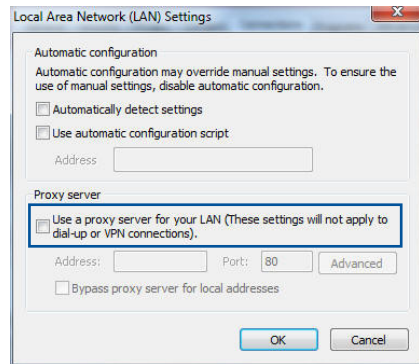 Local Area Network (LAN) Settings
Automatic configuration
Automatic configuration may override manual settings. To ensure the
use of manual settings, disable automatic configuration.
Automatically detect settings
Use automatic configuration script
Address
Proxy server
Use a proxy server for your LAN (These settings will not apply to
dial-up or VPN connections).
Address:
Port:
80
Advanced
Bypass proxy server for local addresses
OK
Cancel